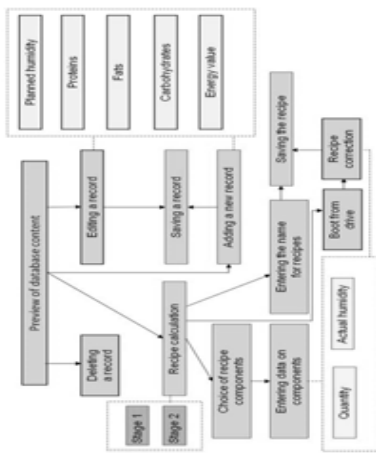 Preview of database content
Deleting
a record
Editing a record
Saving a record
Adding a new record
Planned humidity
Proteins
Fats
Carbohydrates
Energy value
Stage 1
Stage 2
Recipe calculation
Choice of recipe
components
Entering data on
components
Entering the name
for recipes
Saving the recipe
Boot from
drive
Recipe
correction
Quantity
Actual humidity